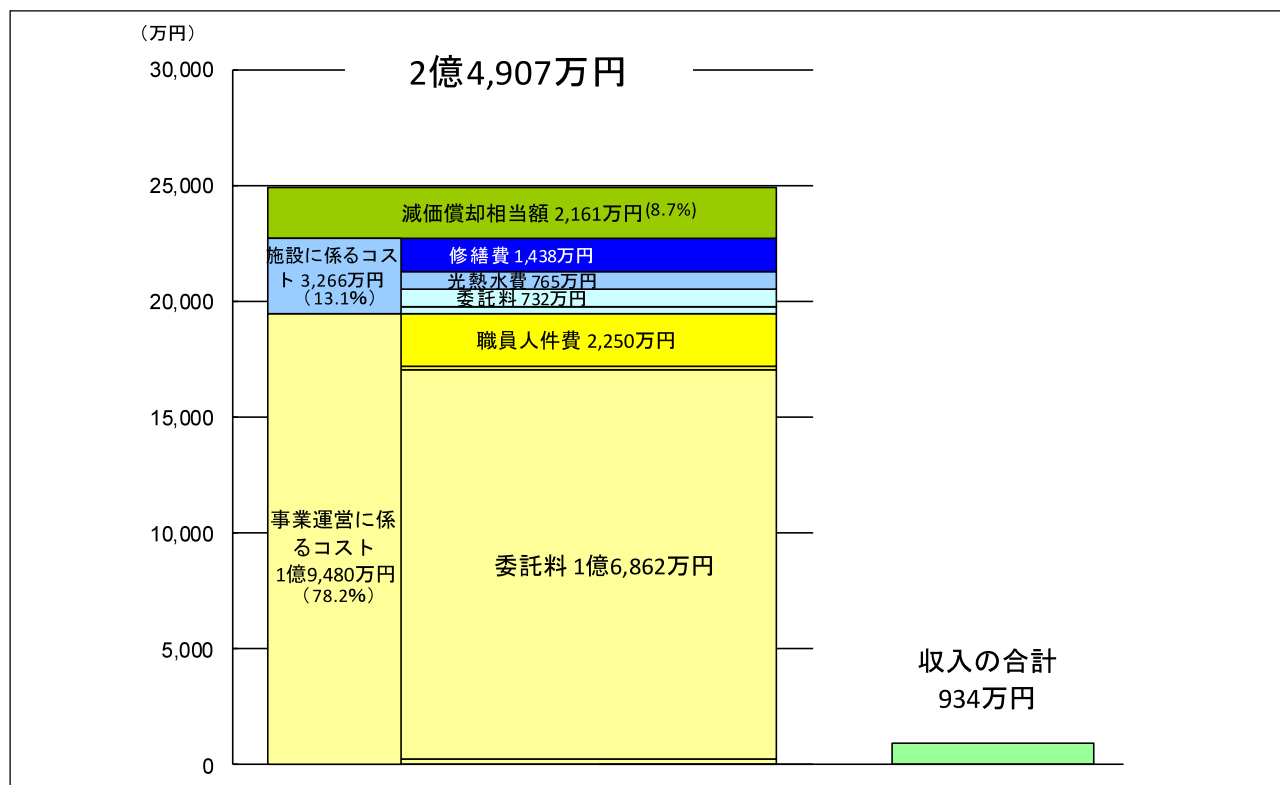 （万円）
2億4,907万円
30,000
25,000
20,000
15,000
10,000
5,000
0
減価償却相当額 2,161万円(8.7%)
施設に係るコス
ト 3,266万円
（13.1%）
修繕費 1,438万円
光熱水費 765万円
委託料 732万円
職員人件費 2,250万円
事業運営に係
るコスト
1億9,480万円
（78.2%）
委託料 1億6,862万円
収入の合計
934万円